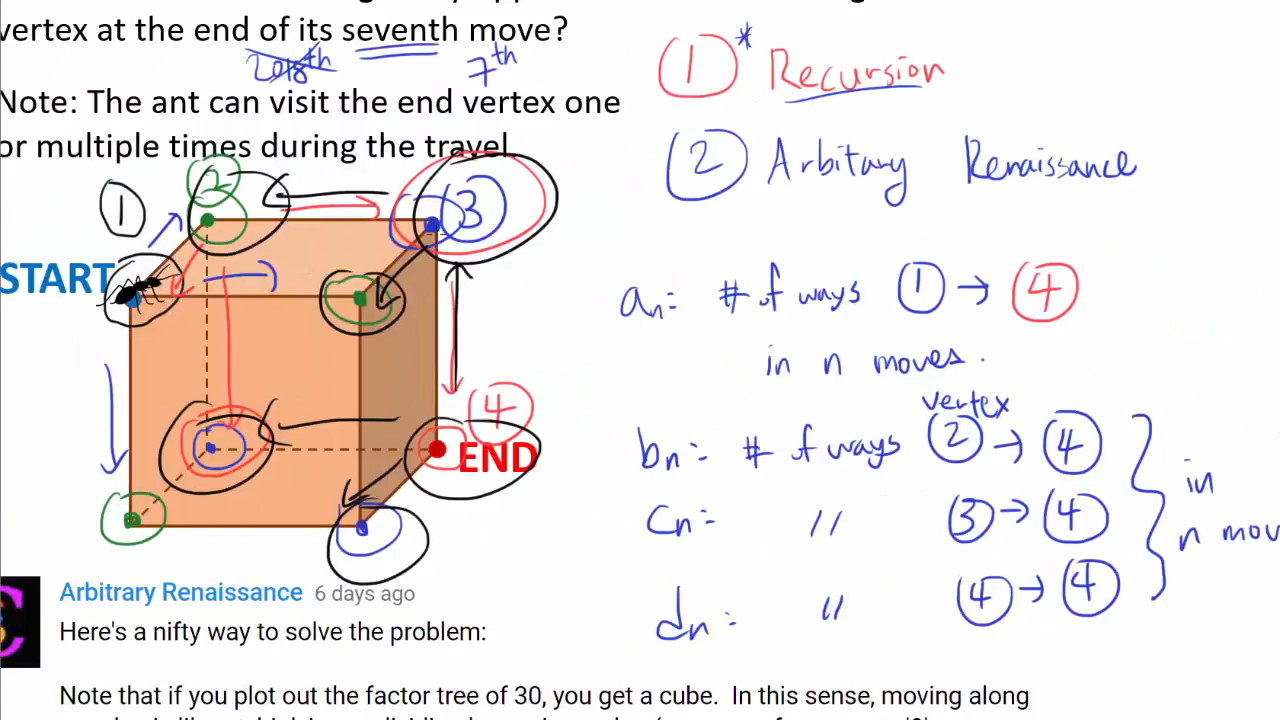 vertex at the end of its seventh move?
2018th 7th
Note: The ant can visit the end vertex one
or multiple times during the travel
1* Recursion
2 Arbitary Renaissance
1
2
3
START
4
END
an = # of ways 1 → 4
in n moves.
vertex
bn = # of ways 2 → 4
cn = // 3 → 4
dn = // 4 → 4
in
n mov
Arbitrary Renaissance 6 days ago
Here's a nifty way to solve the problem:
Note that if you plot out the factor tree of 30, you get a cube. In this sense, moving along